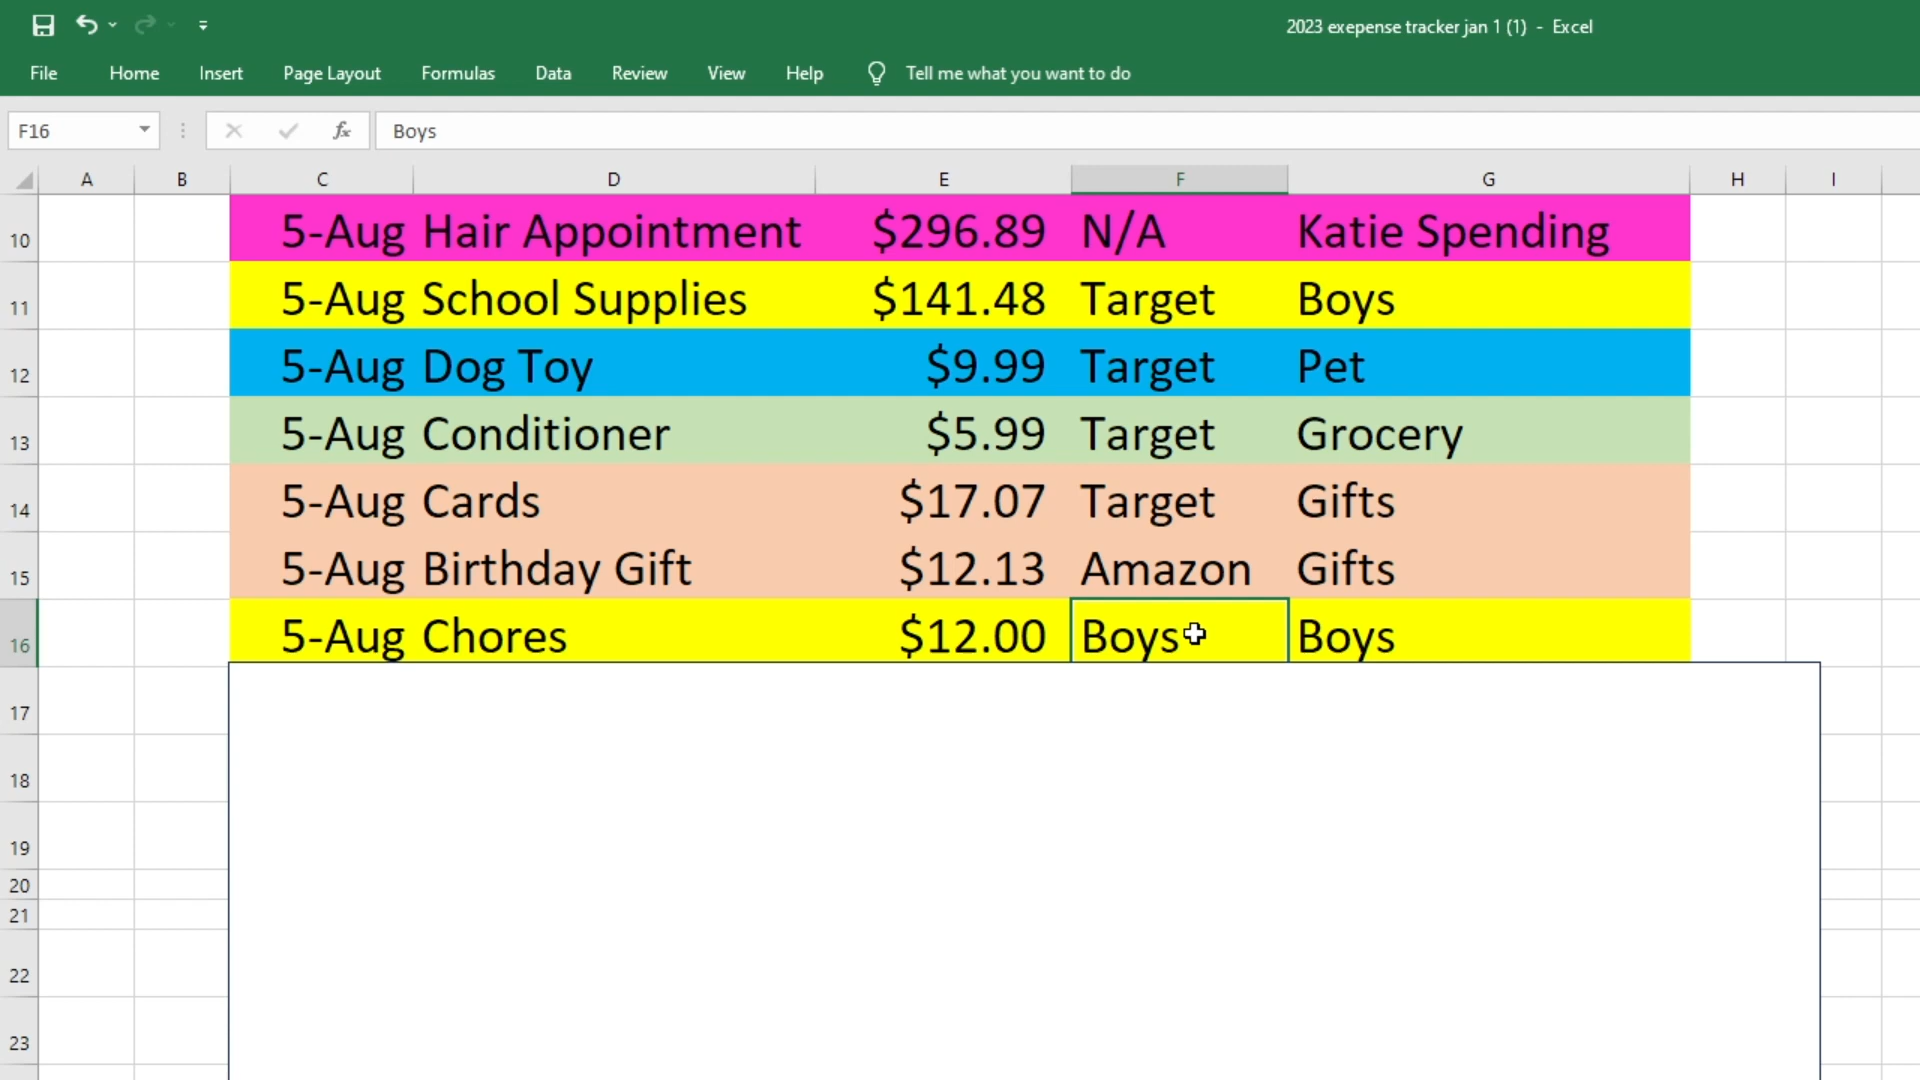 2023 exepense tracker jan 1 (1) - Excel
File Home Insert Page Layout Formulas Data Review View Help Tell me what you want to do
F16 fx Boys
A B C D E F G H I
10 5-Aug Hair Appointment $296.89 N/A Katie Spending
11 5-Aug School Supplies $141.48 Target Boys
12 5-Aug Dog Toy $9.99 Target Pet
13 5-Aug Conditioner $5.99 Target Grocery
14 5-Aug Cards $17.07 Target Gifts
15 5-Aug Birthday Gift $12.13 Amazon Gifts
16 5-Aug Chores $12.00 Boys Boys
17
18
19
20
21
22
23